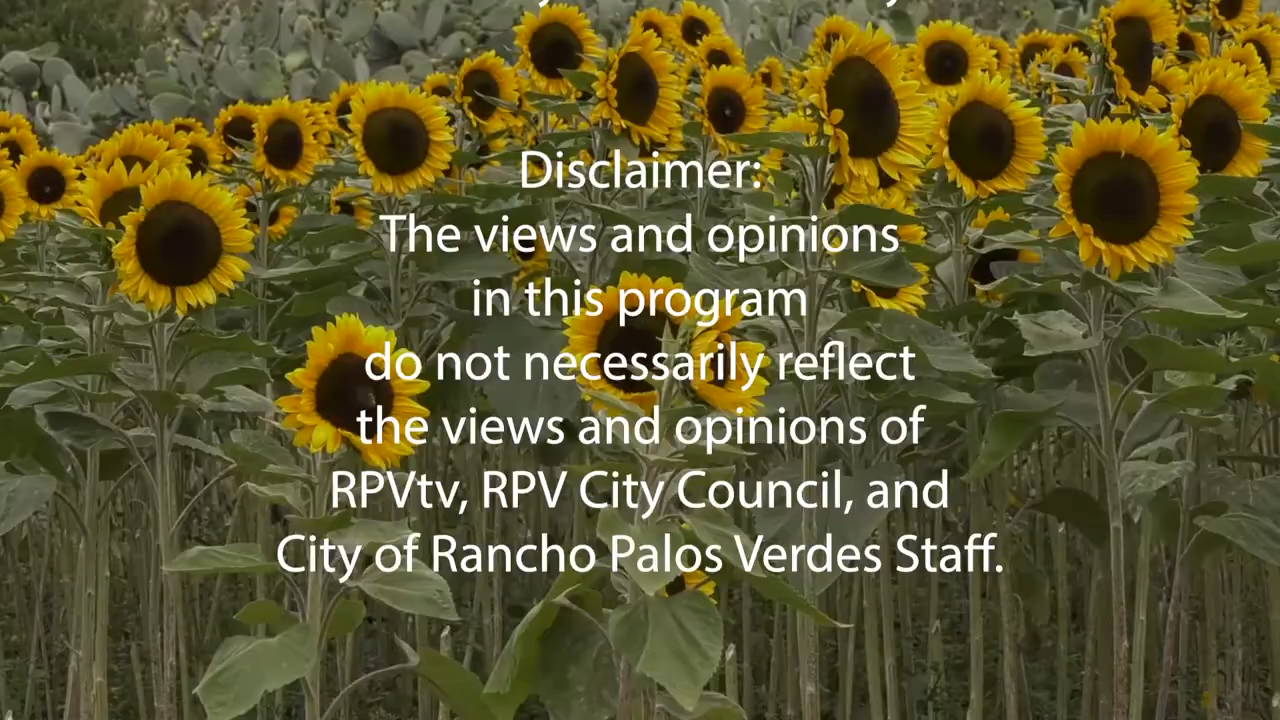 Disclaimer:
The views and opinions
in this program
do not necessarily reflect
the views and opinions of
RPVtv, RPV City Council, and
City of Rancho Palos Verdes Staff.